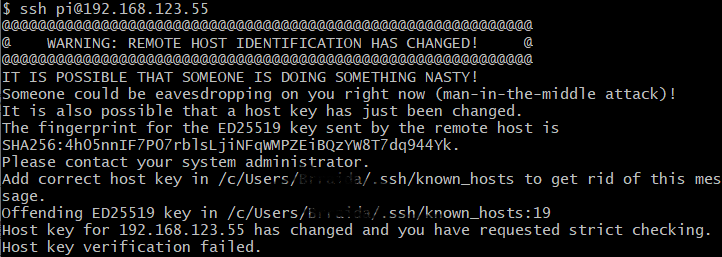 $ ssh pi@192.168.123.55
@@@@@@@@@@@@@@@@@@@@@@@@@@@@@@@@@@@@@@@@@@@@@@@@@@@@@@@@@@@
@    WARNING: REMOTE HOST IDENTIFICATION HAS CHANGED!     @
@@@@@@@@@@@@@@@@@@@@@@@@@@@@@@@@@@@@@@@@@@@@@@@@@@@@@@@@@@@
IT IS POSSIBLE THAT SOMEONE IS DOING SOMETHING NASTY!
Someone could be eavesdropping on you right now (man-in-the-middle attack)!
It is also possible that a host key has just been changed.
The fingerprint for the ED25519 key sent by the remote host is
SHA256:4hO5nnIF7PO7rblsLjiNFqWMPZEiBQzYW8T7dq944Yk.
Please contact your system administrator.
Add correct host key in /c/Users/ /.ssh/known_hosts to get rid of this mes
sage.
Offending ED25519 key in /c/Users/ /.ssh/known_hosts:19
Host key for 192.168.123.55 has changed and you have requested strict checking.
Host key verification failed.